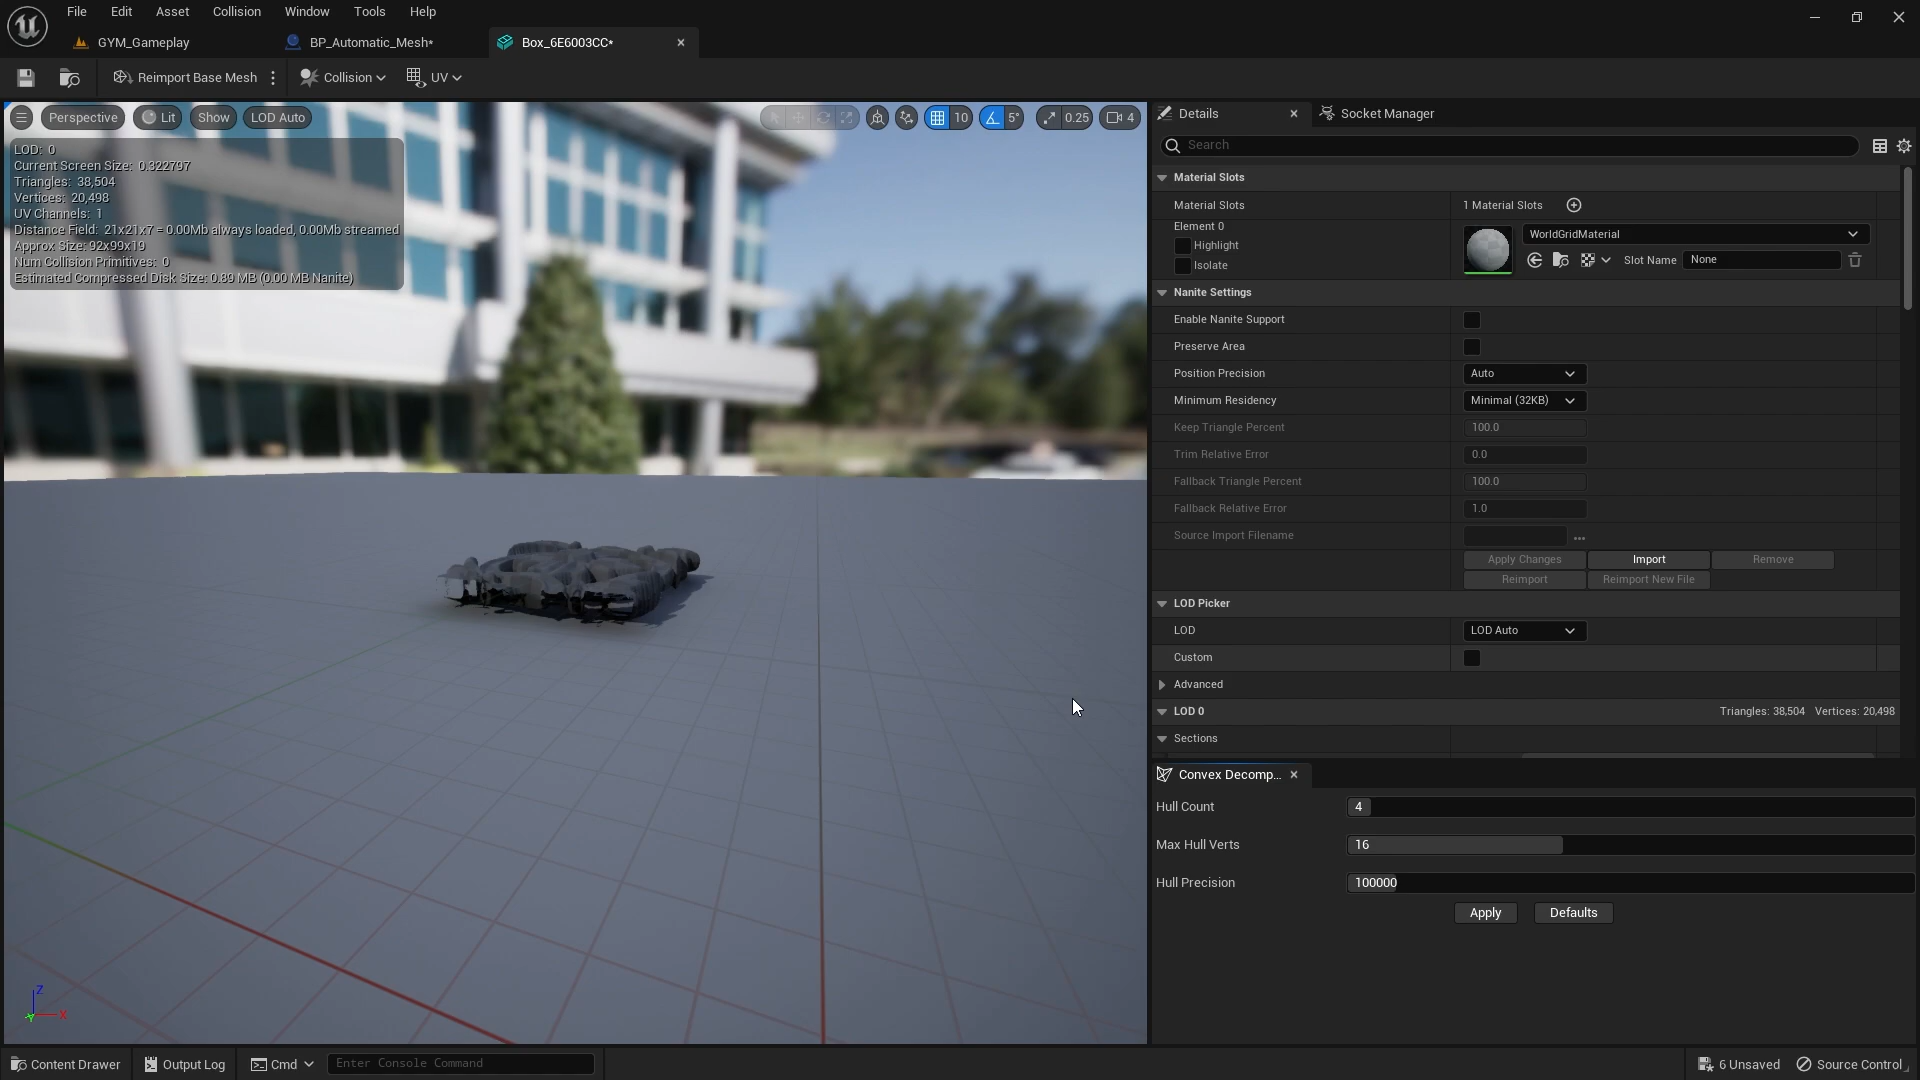 File Edit Asset Collision Window Tools Help
GYM_Gameplay BP_Automatic_Mesh* Box_6E6003CC*
Reimport Base Mesh Collision UV
Perspective Lit Show LOD Auto 10 5° 0.25 4
LOD: 0
Current Screen Size: 0.322797
Triangles: 38,504
Vertices: 20,498
UV Channels: 1
Distance Field: 21x21x7 = 0.00Mb always loaded, 0.00Mb streamed
Approx Size: 92x99x19
Num Collision Primitives: 0
Estimated Compressed Disk Size: 0.89 MB (0.00 MB Nanite)
Z
Y X
Details Socket Manager
Search
Material Slots
Material Slots 1 Material Slots
Element 0
Highlight
Isolate
WorldGridMaterial
Slot Name None
Nanite Settings
Enable Nanite Support
Preserve Area
Position Precision Auto
Minimum Residency Minimal (32KB)
Keep Triangle Percent 100.0
Trim Relative Error 0.0
Fallback Triangle Percent 100.0
Fallback Relative Error 1.0
Source Import Filename ...
Apply Changes Import Remove
Reimport Reimport New File
LOD Picker
LOD LOD Auto
Custom
Advanced
LOD 0 Triangles: 38,504 Vertices: 20,498
Sections
Convex Decomp...
Hull Count 4
Max Hull Verts 16
Hull Precision 100000
Apply Defaults
Content Drawer Output Log Cmd Enter Console Command 6 Unsaved Source Control